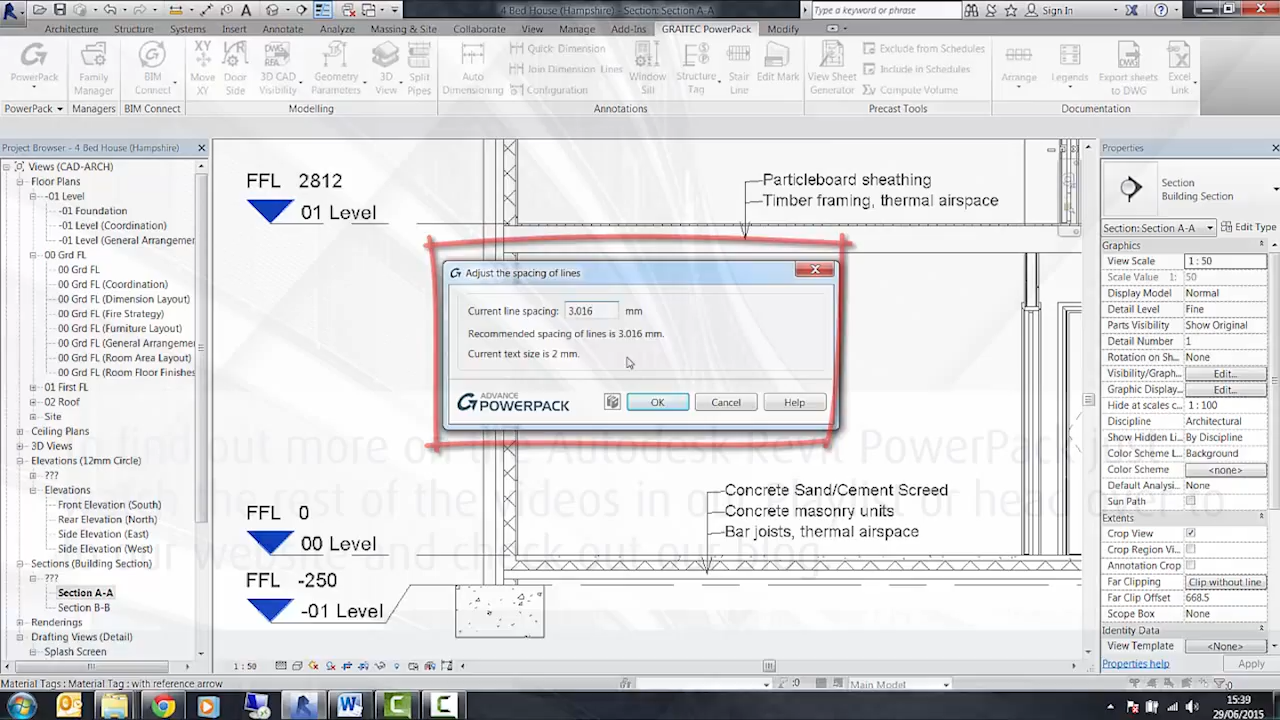 4 Bed House (Hampshire) - Section: Section A-A
Type a keyword or phrase
Sign In
Architecture Structure Systems Insert Annotate Analyze Massing & Site Collaborate View Manage Add-Ins GRAITEC PowerPack Modify
PowerPack
Family Manager
BIM Connect
XY Move
Door Side
3D CAD Visibility
Geometry Parameters
3D View
Split Pipes
Auto Dimensioning
Quick Dimension
Join Dimension Lines
Configuration
Window Sill
Structure Tag
Stair Line
Edit Mark
View Sheet Generator
Exclude from Schedules
Include in Schedules
Compute Volume
Arrange
Legends
Export sheets to DWG
Excel Link
PowerPack Managers BIM Connect Modelling Annotations Precast Tools Documentation
Project Browser - 4 Bed House (Hampshire)
Views (CAD-ARCH)
Floor Plans
-01 Level
-01 Foundation
-01 Level (Coordination)
-01 Level (General Arrangemer
00 Grd FL
00 Grd FL
00 Grd FL (Coordination)
00 Grd FL (Dimension Layout)
00 Grd FL (Fire Strategy)
00 Grd FL (Furniture Layout)
00 Grd FL (General Arrangeme
00 Grd FL (Room Area Layout)
00 Grd FL (Room Floor Finishes
01 First FL
02 Roof
Site
Ceiling Plans
3D Views
Elevations (12mm Circle)
???
Elevations
Front Elevation (South)
Rear Elevation (North)
Side Elevation (East)
Side Elevation (West)
Sections (Building Section)
???
Section A-A
Section B-B
Renderings
Drafting Views (Detail)
Splash Screen
FFL 2812
01 Level
Particleboard sheathing
Timber framing, thermal airspace
Adjust the spacing of lines
Current line spacing: 3.016 mm
Recommended spacing of lines is 3.016 mm.
Current text size is 2 mm.
ADVANCE
POWERPACK
OK Cancel Help
Concrete Sand/Cement Screed
Concrete masonry units
Bar joists, thermal airspace
FFL 0
00 Level
FFL -250
-01 Level
Properties
Section
Building Section
Section: Section A-A Edit Type
Graphics
View Scale 1 : 50
Scale Value 1: 50
Display Model Normal
Detail Level Fine
Parts Visibility Show Original
Detail Number 1
Rotation on Sh None
Visibility/Graph Edit...
Graphic Display Edit...
Hide at scales c 1 : 100
Discipline Architectural
Show Hidden Li By Discipline
Color Scheme L Background
Color Scheme <none>
Default Analysi None
Sun Path
Extents
Crop View
Crop Region Vi
Annotation Crop
Far Clipping Clip without line
Far Clip Offset 668.5
Scope Box None
Identity Data
View Template <None>
Properties help Apply
1 : 50
Material Tags : Material Tag : with reference arrow
:0
Main Model
:0
15:39
29/06/2015